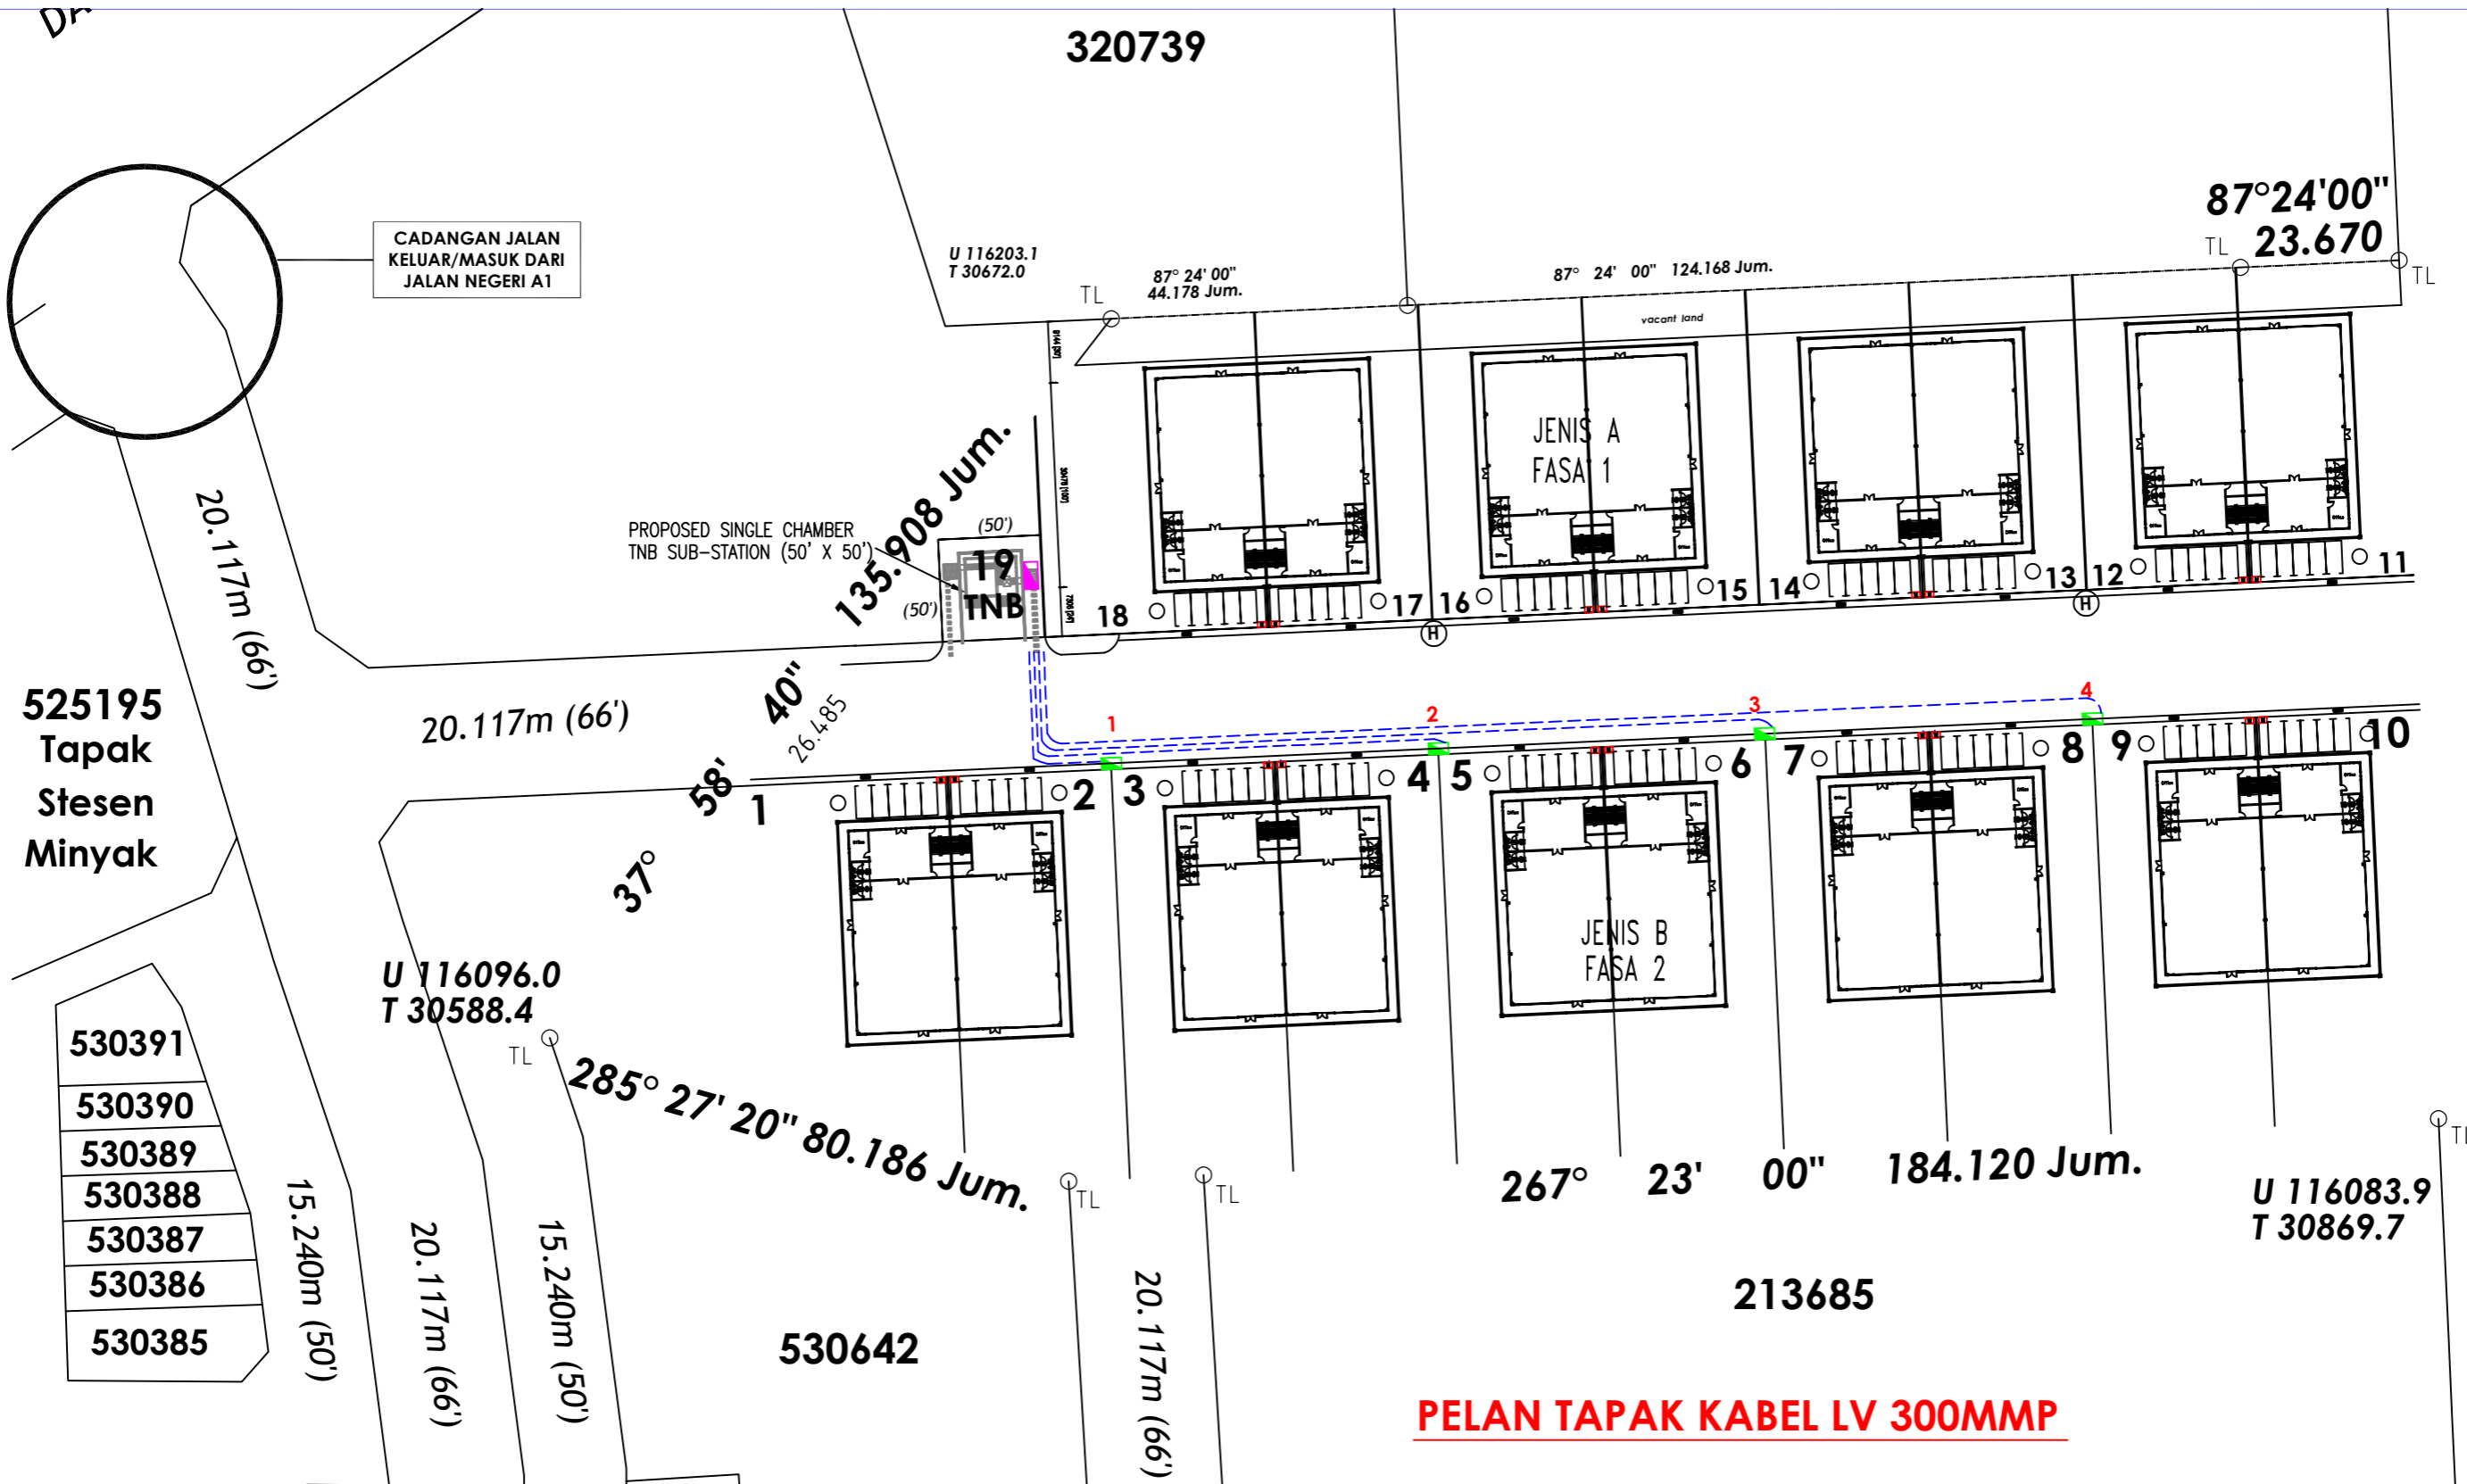 320739
87°24'00"
TL 23.670
TL
CADANGAN JALAN
KELUAR/MASUK DARI
JALAN NEGERI A1
U 116203.1
T 30672.0
TL
87° 24' 00"
44.178 Jum.
87° 24' 00" 124.168 Jum.
vacant land
JENIS A
FASA 1
135.908 Jum.
PROPOSED SINGLE CHAMBER
TNB SUB-STATION (50' X 50')
(50')
(50')
19
TNB
18
17
16
15
14
13
12
11
H
H
20.117m (66')
20.117m (66')
40"
26.485
58'
37°
525195
Tapak
Stesen
Minyak
1
2
3
4
1
2
3
4
5
6
7
8
9
10
JENIS B
FASA 2
U 116096.0
T 30588.4
TL
285° 27' 20" 80.186 Jum.
TL
TL
267° 23' 00" 184.120 Jum.
TL
U 116083.9
T 30869.7
530391
530390
530389
530388
530387
530386
530385
15.240m (50')
20.117m (66')
15.240m (50')
20.117m (66')
530642
213685
PELAN TAPAK KABEL LV 300MMP